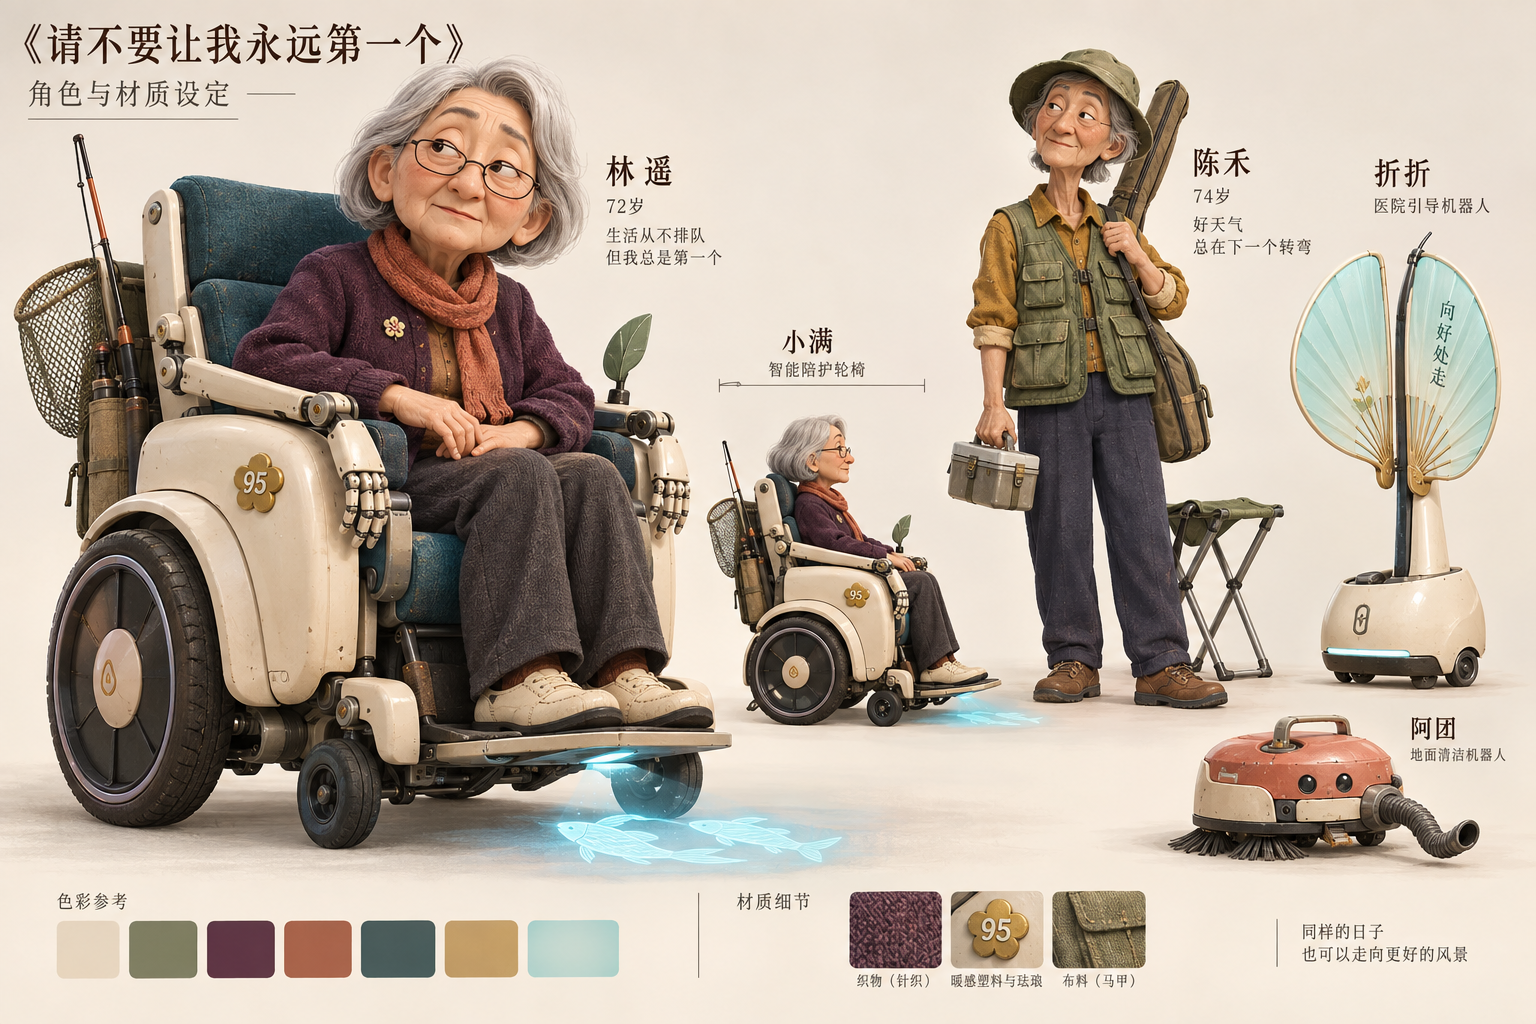 《请不要让我永远第一个》
角色与材质设定
林遥
72岁
生活从不排队
但我总是第一个
小满
智能陪护轮椅
陈禾
74岁
好天气
总在下一个转弯
折折
医院引导机器人
向好处走
95
95
阿团
地面清洁机器人
色彩参考
材质细节
95
织物（针织）
暖感塑料与珐琅
布料（马甲）
同样的日子
也可以走向更好的风景